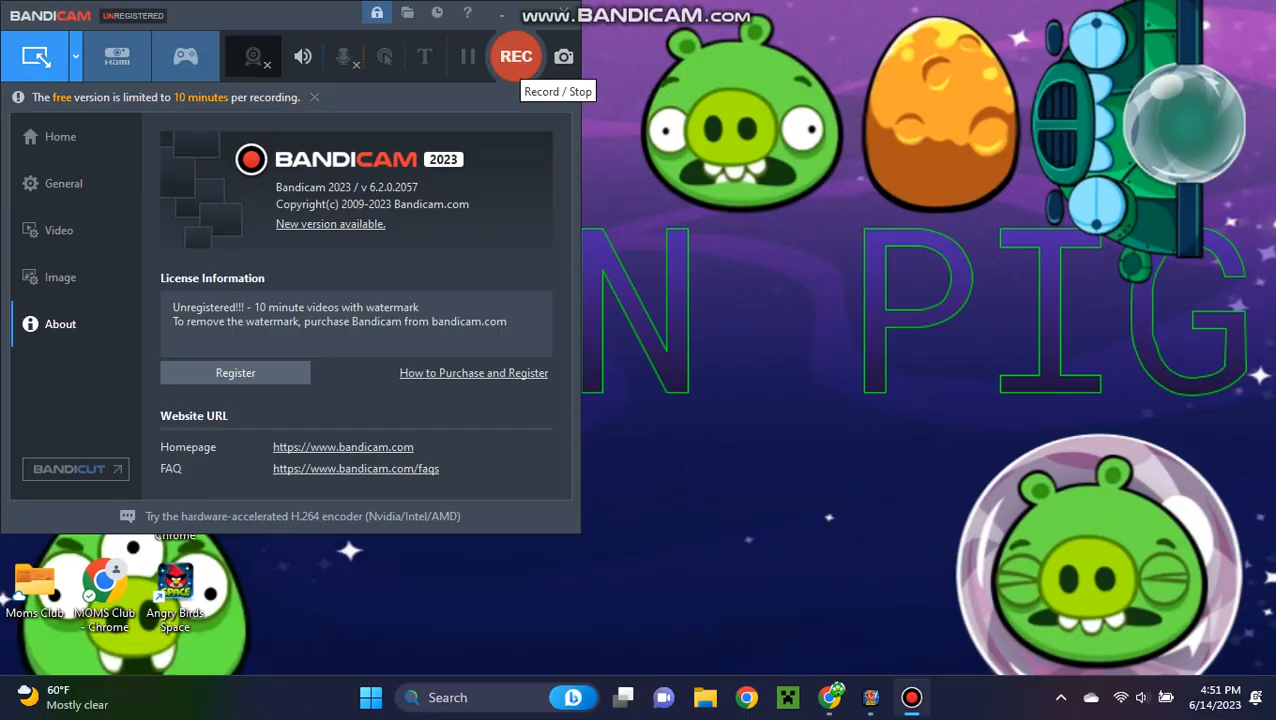 BANDICAM UNREGISTERED
www.BANDICAM.com
HDMI
T
REC
Record / Stop
The free version is limited to 10 minutes per recording.
Home
General
Video
Image
About
BANDICUT
BANDICAM 2023
Bandicam 2023 / v 6.2.0.2057
Copyright(c) 2009-2023 Bandicam.com
New version available.
License Information
Unregistered!!! - 10 minute videos with watermark
To remove the watermark, purchase Bandicam from bandicam.com
Register
How to Purchase and Register
Website URL
Homepage https://www.bandicam.com
FAQ https://www.bandicam.com/faqs
Try the hardware-accelerated H.264 encoder (Nvidia/Intel/AMD)
N PIG
Chrome
Moms Club
MOMS Club - Chrome
SPACE
Angry Birds Space
60°F
Mostly clear
Search
4:51 PM
6/14/2023